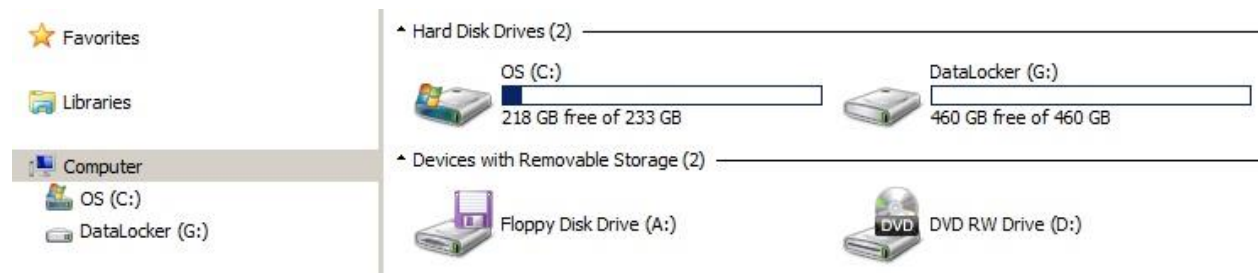 Favorites
Libraries
Computer
OS (C:)
DataLocker (G:)
Hard Disk Drives (2)
OS (C:)
218 GB free of 233 GB
DataLocker (G:)
460 GB free of 460 GB
Devices with Removable Storage (2)
Floppy Disk Drive (A:)
DVD
DVD RW Drive (D:)